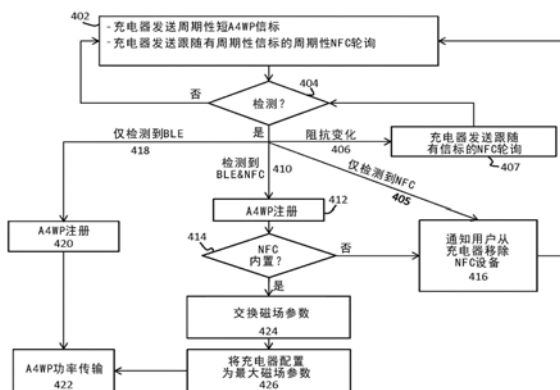 402
-充电器发送周期性短A4WP信标
-充电器发送跟随有周期性信标的周期性NFC轮询
404
否
检测?
仅检测到BLE
418
是
阻抗变化
406
充电器发送跟随
有信标的NFC轮询
407
检测到
BLE&NFC
410
仅检测到NFC
405
A4WP注册
412
A4WP注册
420
414
NFC
内置?
否
通知用户从
充电器移除
NFC设备
416
是
交换磁场参数
424
A4WP功率传输
422
将充电器配置
为最大磁场参数
426